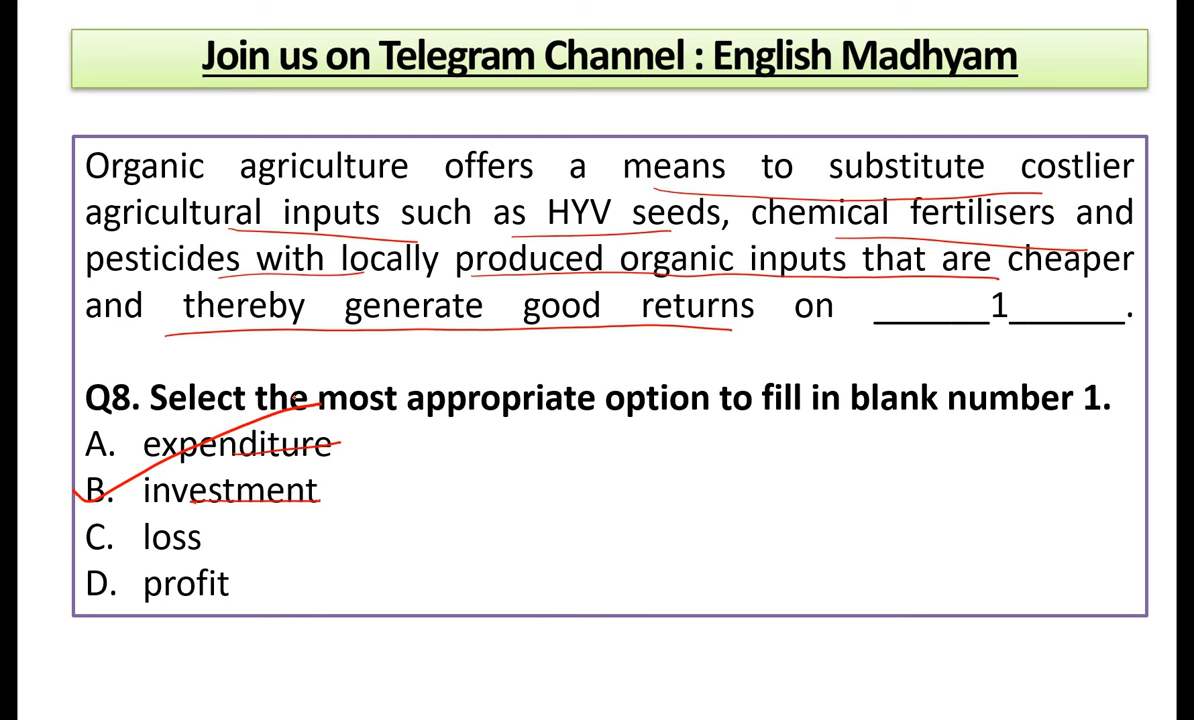 Join us on Telegram Channel : English Madhyam
Organic agriculture offers a means to substitute costlier
agricultural inputs such as HYV seeds, chemical fertilisers and
pesticides with locally produced organic inputs that are cheaper
and thereby generate good returns on ______1______.
Q8. Select the most appropriate option to fill in blank number 1.
A. expenditure
B. investment
C. loss
D. profit